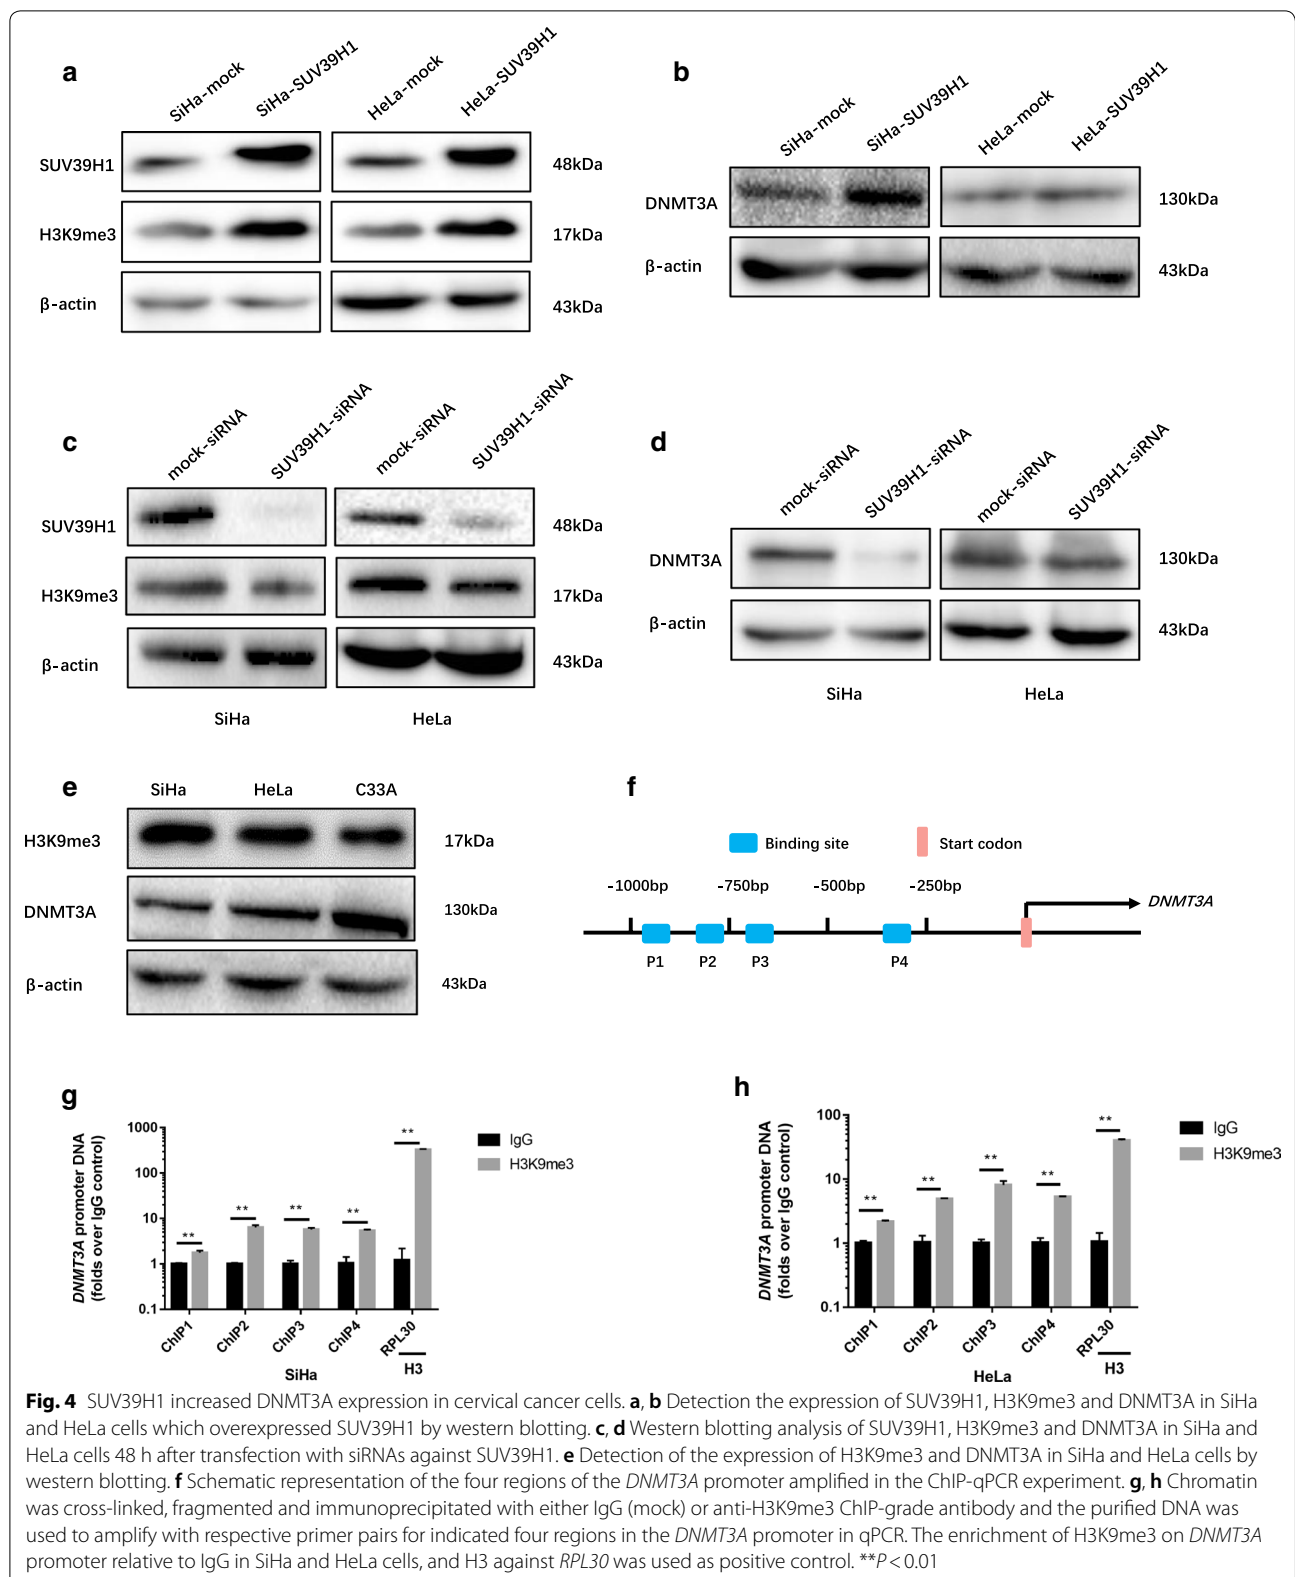 a
SiHa-mock
SiHa-SUV39H1
HeLa-mock
HeLa-SUV39H1
SUV39H1
48kDa
H3K9me3
17kDa
β-actin
43kDa
b
SiHa-mock
SiHa-SUV39H1
HeLa-mock
HeLa-SUV39H1
DNMT3A
130kDa
β-actin
43kDa
c
mock-siRNA
SUV39H1-siRNA
mock-siRNA
SUV39H1-siRNA
SUV39H1
48kDa
H3K9me3
17kDa
β-actin
43kDa
SiHa
HeLa
d
mock-siRNA
SUV39H1-siRNA
mock-siRNA
SUV39H1-siRNA
DNMT3A
130kDa
β-actin
43kDa
SiHa
HeLa
e
SiHa HeLa C33A
H3K9me3
17kDa
DNMT3A
130kDa
β-actin
43kDa
f
Binding site
Start codon
-1000bp -750bp -500bp -250bp
DNMT3A
P1 P2 P3 P4
g
DNMT3A promoter DNA
(folds over IgG control)
1000
100
10
1
0.1
** ** ** ** **
IgG
H3K9me3
ChIP1 ChIP2 ChIP3 ChIP4 RPL30
H3
SiHa
h
DNMT3A promoter DNA
(folds over IgG control)
100
10
1
0.1
** ** ** ** **
IgG
H3K9me3
ChIP1 ChIP2 ChIP3 ChIP4 RPL30
H3
HeLa
Fig. 4 SUV39H1 increased DNMT3A expression in cervical cancer cells. a, b Detection the expression of SUV39H1, H3K9me3 and DNMT3A in SiHa
and HeLa cells which overexpressed SUV39H1 by western blotting. c, d Western blotting analysis of SUV39H1, H3K9me3 and DNMT3A in SiHa and
HeLa cells 48 h after transfection with siRNAs against SUV39H1. e Detection of the expression of H3K9me3 and DNMT3A in SiHa and HeLa cells by
western blotting. f Schematic representation of the four regions of the DNMT3A promoter amplified in the ChIP-qPCR experiment. g, h Chromatin
was cross-linked, fragmented and immunoprecipitated with either IgG (mock) or anti-H3K9me3 ChIP-grade antibody and the purified DNA was
used to amplify with respective primer pairs for indicated four regions in the DNMT3A promoter in qPCR. The enrichment of H3K9me3 on DNMT3A
promoter relative to IgG in SiHa and HeLa cells, and H3 against RPL30 was used as positive control. **P < 0.01